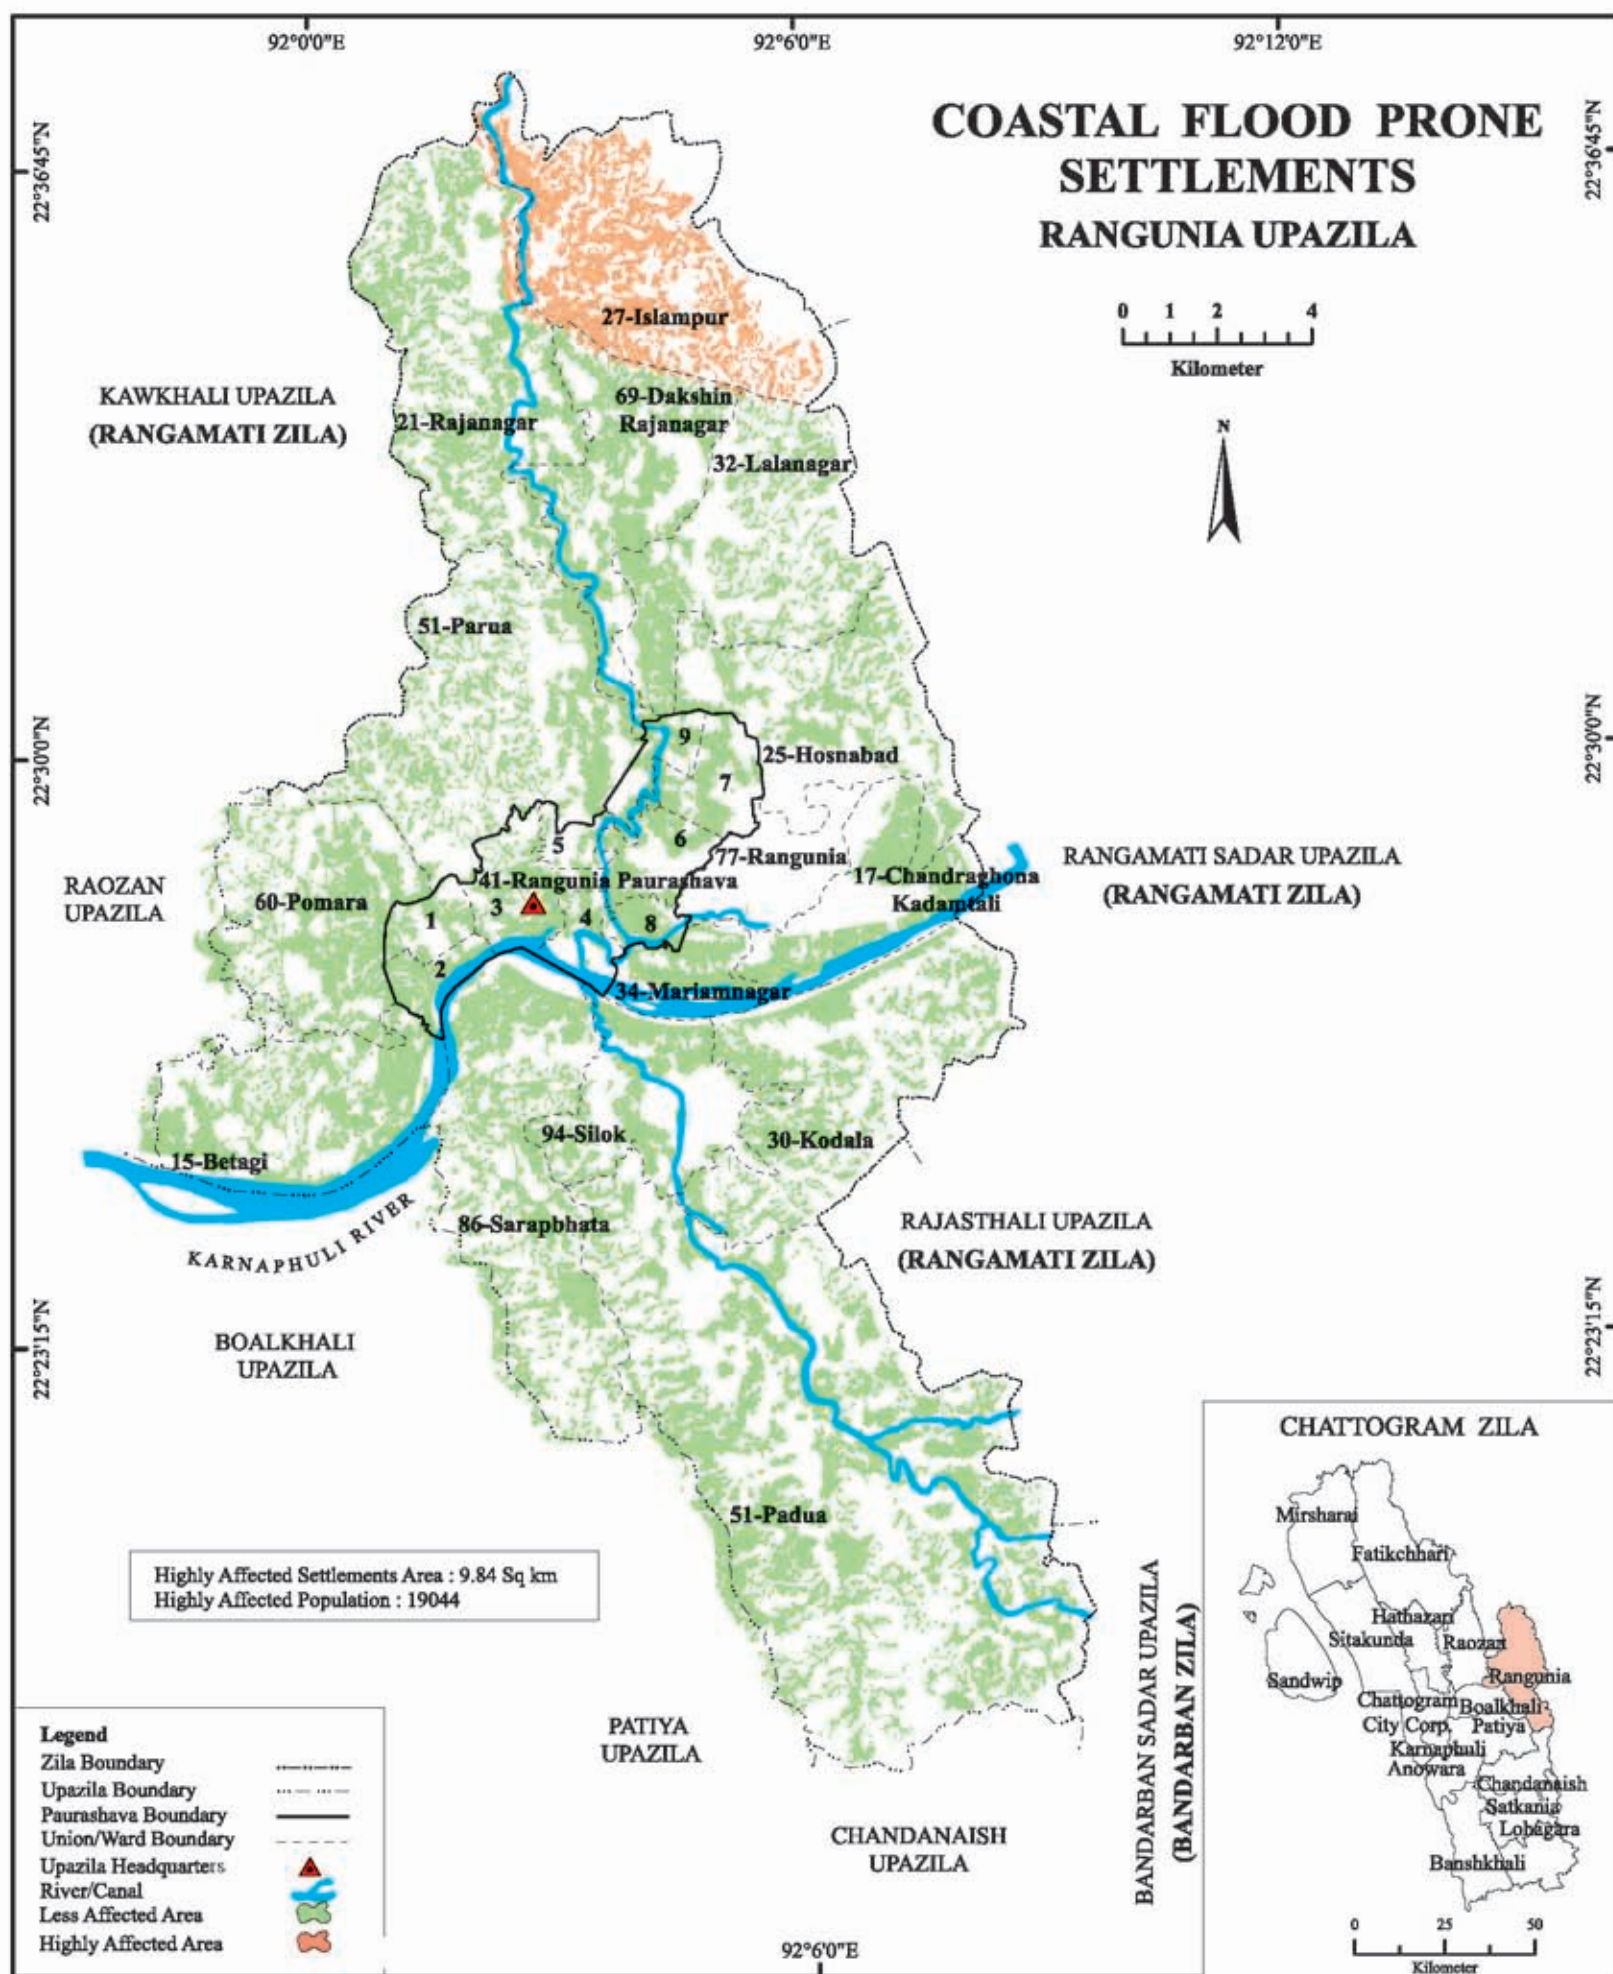 92°0'0"E
92°6'0"E
92°12'0"E
COASTAL FLOOD PRONE
SETTLEMENTS
RANGUNIA UPAZILA
22°36'45"N
22°36'45"N
0 1 2 4
Kilometer
N
27-Islampur
KAWKHALI UPAZILA
(RANGAMATI ZILA)
69-Dakshin
Rajanagar
21-Rajanagar
32-Lalanagar
51-Parua
22°30'0"N
22°30'0"N
2
9
25-Hosnabad
7
6
5
77-Rangunia
RANGAMATI SADAR UPAZILA
(RANGAMATI ZILA)
17-Chandraghona
Kadamtali
41-Rangunia Paurashava
RAOZAN
UPAZILA
60-Pomara
1
3
4
8
2
34-Mariamnagar
94-Silok
30-Kodala
15-Betagi
86-Sarapbhata
KARNAPHULI RIVER
RAJASTHALI UPAZILA
(RANGAMATI ZILA)
22°23'15"N
22°23'15"N
BOALKHALI
UPAZILA
51-Padua
Highly Affected Settlements Area : 9.84 Sq km
Highly Affected Population : 19044
BANDARBAN SADAR UPAZILA
(BANDARBAN ZILA)
PATIYA
UPAZILA
CHANDANAISH
UPAZILA
92°6'0"E
Legend
Zila Boundary
Upazila Boundary
Paurashava Boundary
Union/Ward Boundary
Upazila Headquarters
River/Canal
Less Affected Area
Highly Affected Area
CHATTOGRAM ZILA
Mirsharai
Fatikchhari
Hathazari
Sitakunda
Raozan
Sandwip
Rangunia
Chattogram
City Corp.
Boalkhali
Patiya
Karnaphuli
Anowara
Chandanaish
Satkania
Lohagara
Banshkhali
0 25 50
Kilometer